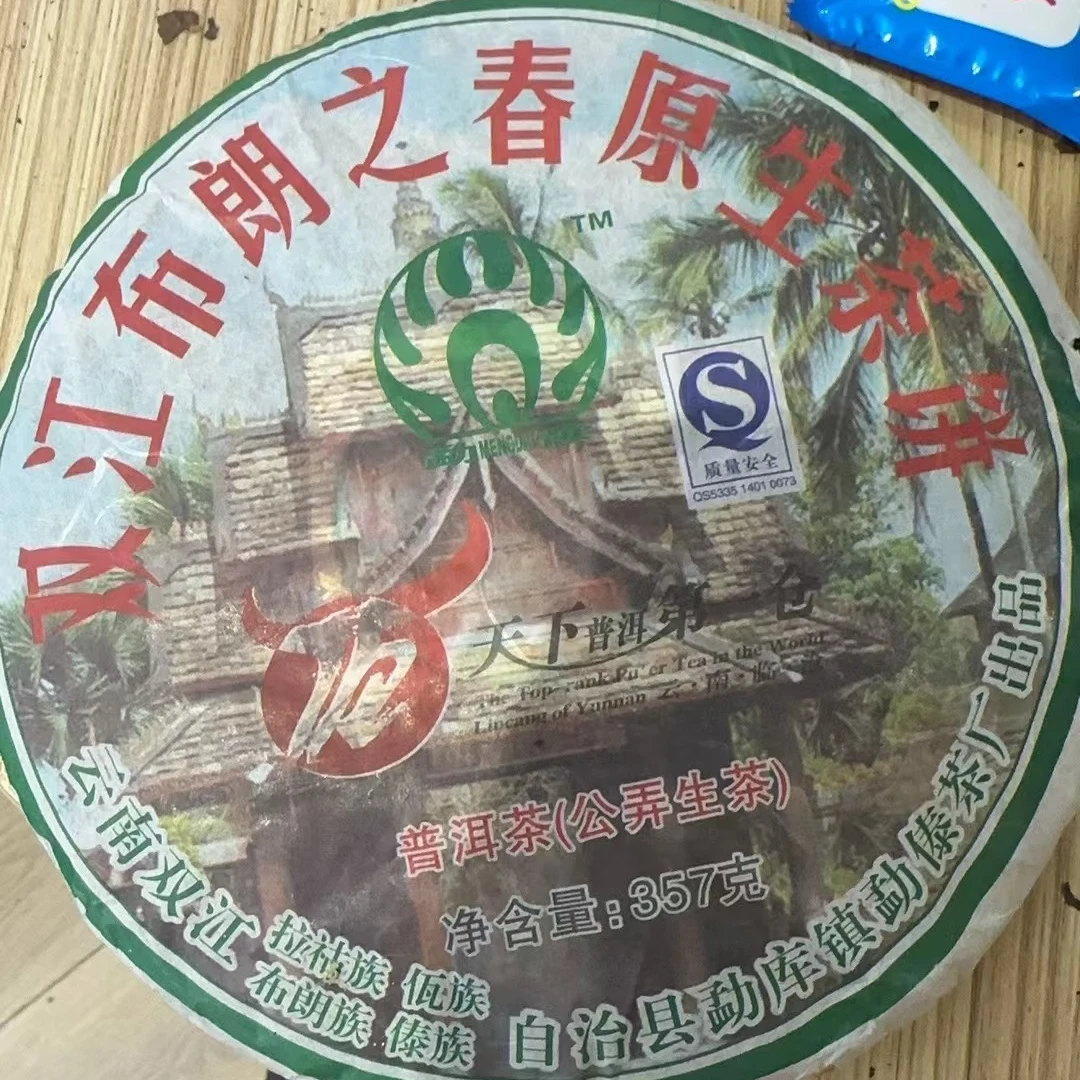 双江布朗之春原生茶饼
TM
MENGKU
S
质量安全
QS5335 1401 0073
天下普洱第一仓
The Top-rank Pu'er Tea in the World
Lincang of Yunnan 云·南·临·沧
普洱茶(公弄生茶)
净含量:357克
云南双江
拉祜族 佤族
布朗族 傣族
自治县勐库镇勐傣茶厂出品